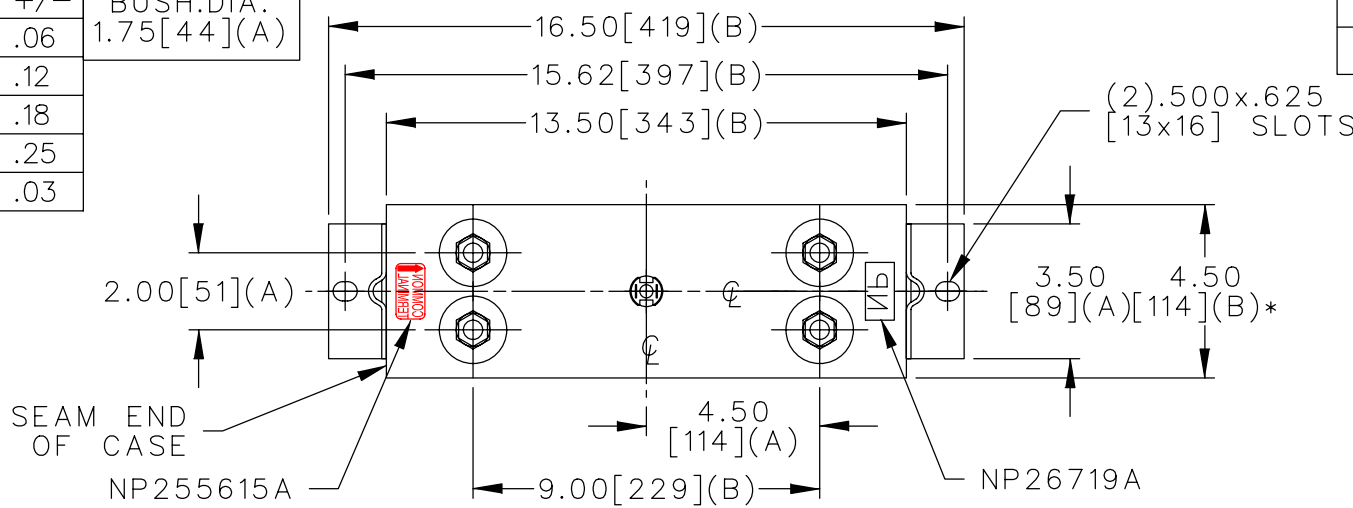 +/-
.06
.12
.18
.25
.03
BUSH.DIA.
1.75[44](A)
16.50[419](B)
15.62[397](B)
13.50[343](B)
(2).500x.625
[13x16] SLOTS
2.00[51](A)
COMMON
TERMINAL
℄
℄
NP
3.50
[89](A)
4.50
[114](B)*
SEAM END
OF CASE
4.50
[114](A)
NP255615A
9.00[229](B)
NP26719A